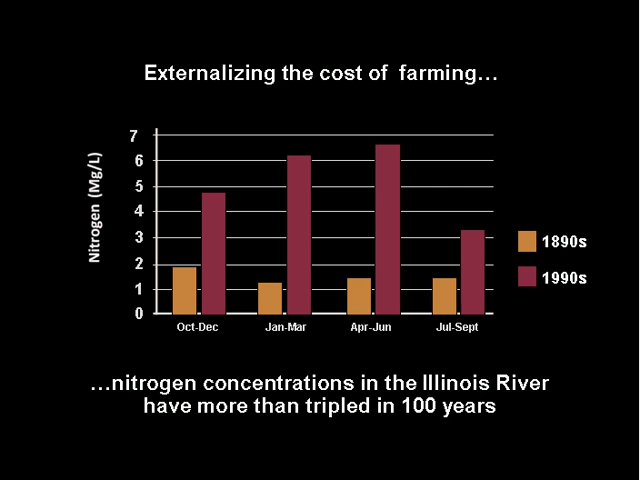 Externalizing the cost of farming…
Nitrogen (Mg/L)
7
6
5
4
3
2
1
0
Oct-Dec Jan-Mar Apr-Jun Jul-Sept
1890s
1990s
…nitrogen concentrations in the Illinois River
have more than tripled in 100 years